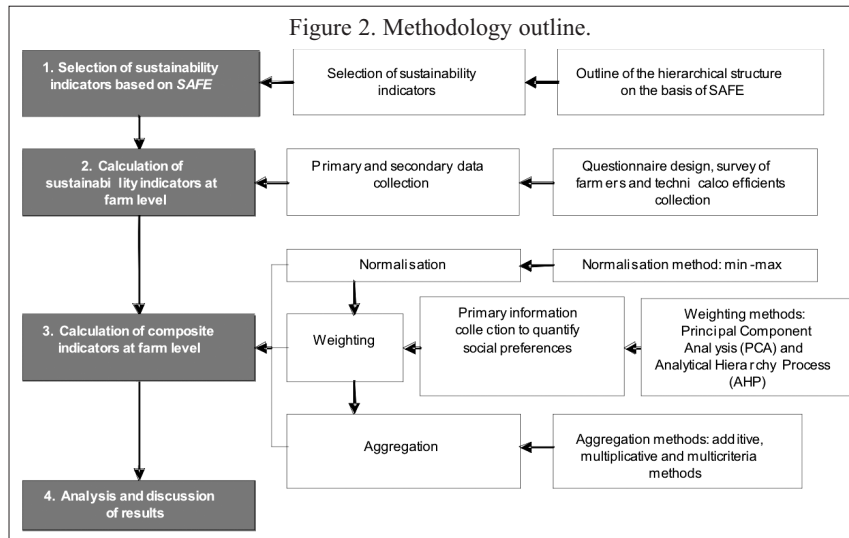 Figure 2. Methodology outline.
1. Selection of sustainability
indicators based on SAFE
Selection of sustainability
indicators
Outline of the hierarchical structure
on the basis of SAFE
2. Calculation of
sustainabi lity indicators at
farm level
Primary and secondary data
collection
Questionnaire design, survey of
farm ers and techni calco efficients
collection
Normalisation
Normalisation method: min -max
3. Calculation of composite
indicators at farm level
Weighting
Primary information
colle ction to quantify
social preferences
Weighting methods:
Principal Component
Analysis (PCA) and
Analytical Hiera rchy Process
(AHP)
Aggregation
Aggregation methods: additive,
multiplicative and multicriteria
methods
4. Analysis and discussion
of results